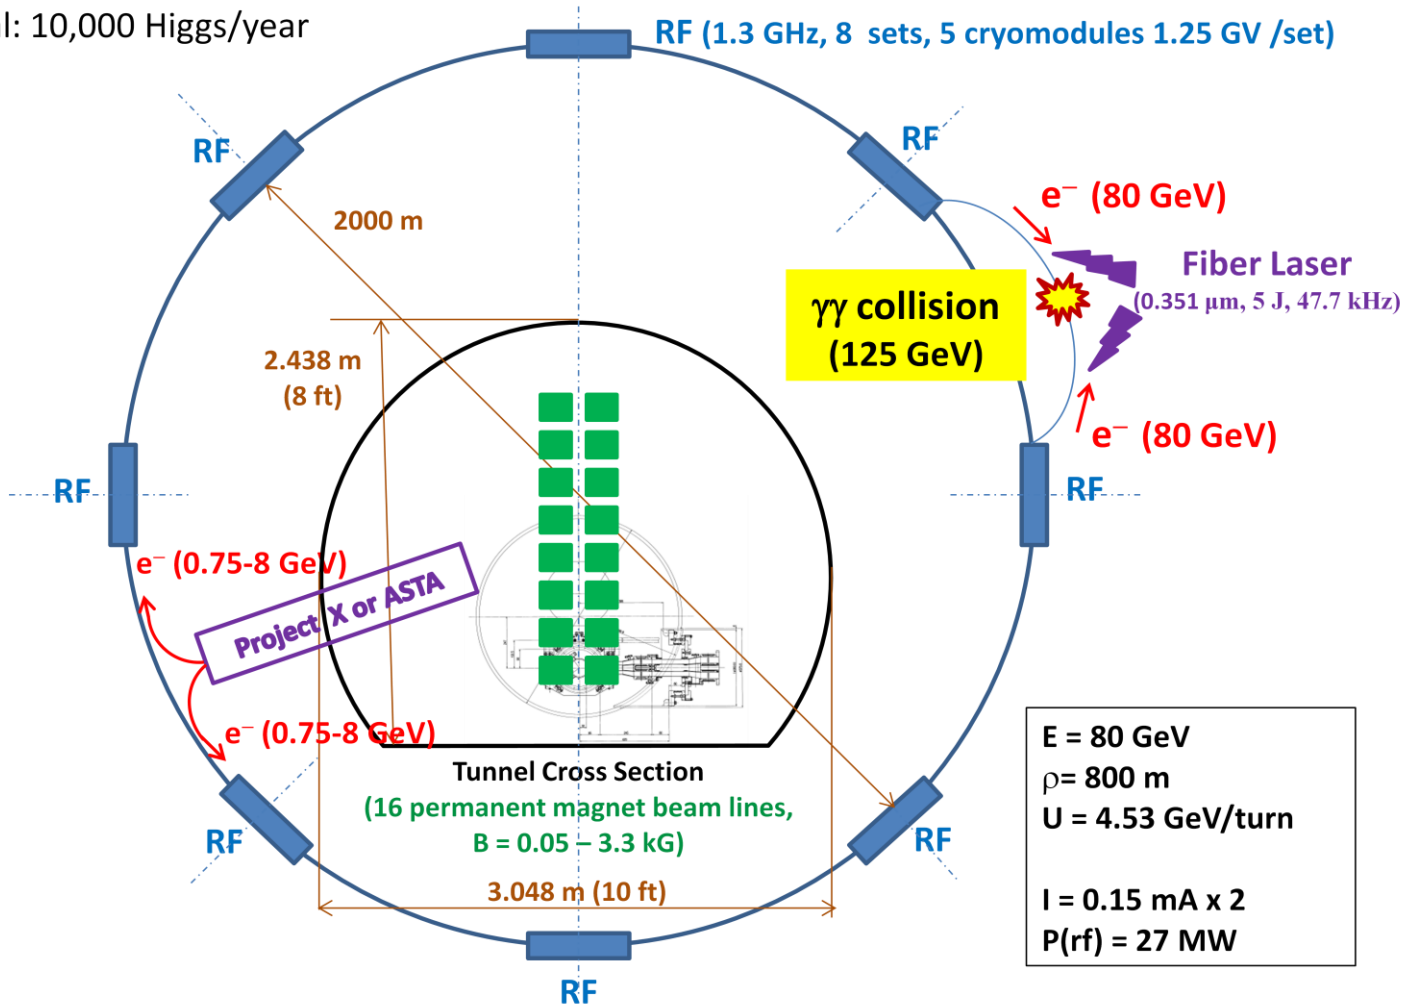 l: 10,000 Higgs/year
RF (1.3 GHz, 8 sets, 5 cryomodules 1.25 GV /set)
RF
RF
2000 m
e⁻ (80 GeV)
Fiber Laser
(0.351 µm, 5 J, 47.7 kHz)
γγ collision
(125 GeV)
2.438 m
(8 ft)
e⁻ (80 GeV)
RF
RF
e⁻ (0.75-8 GeV)
Project X or ASTA
e⁻ (0.75-8 GeV)
Tunnel Cross Section
(16 permanent magnet beam lines,
B = 0.05 – 3.3 kG)
3.048 m (10 ft)
RF
RF
RF
E = 80 GeV
ρ= 800 m
U = 4.53 GeV/turn
I = 0.15 mA x 2
P(rf) = 27 MW